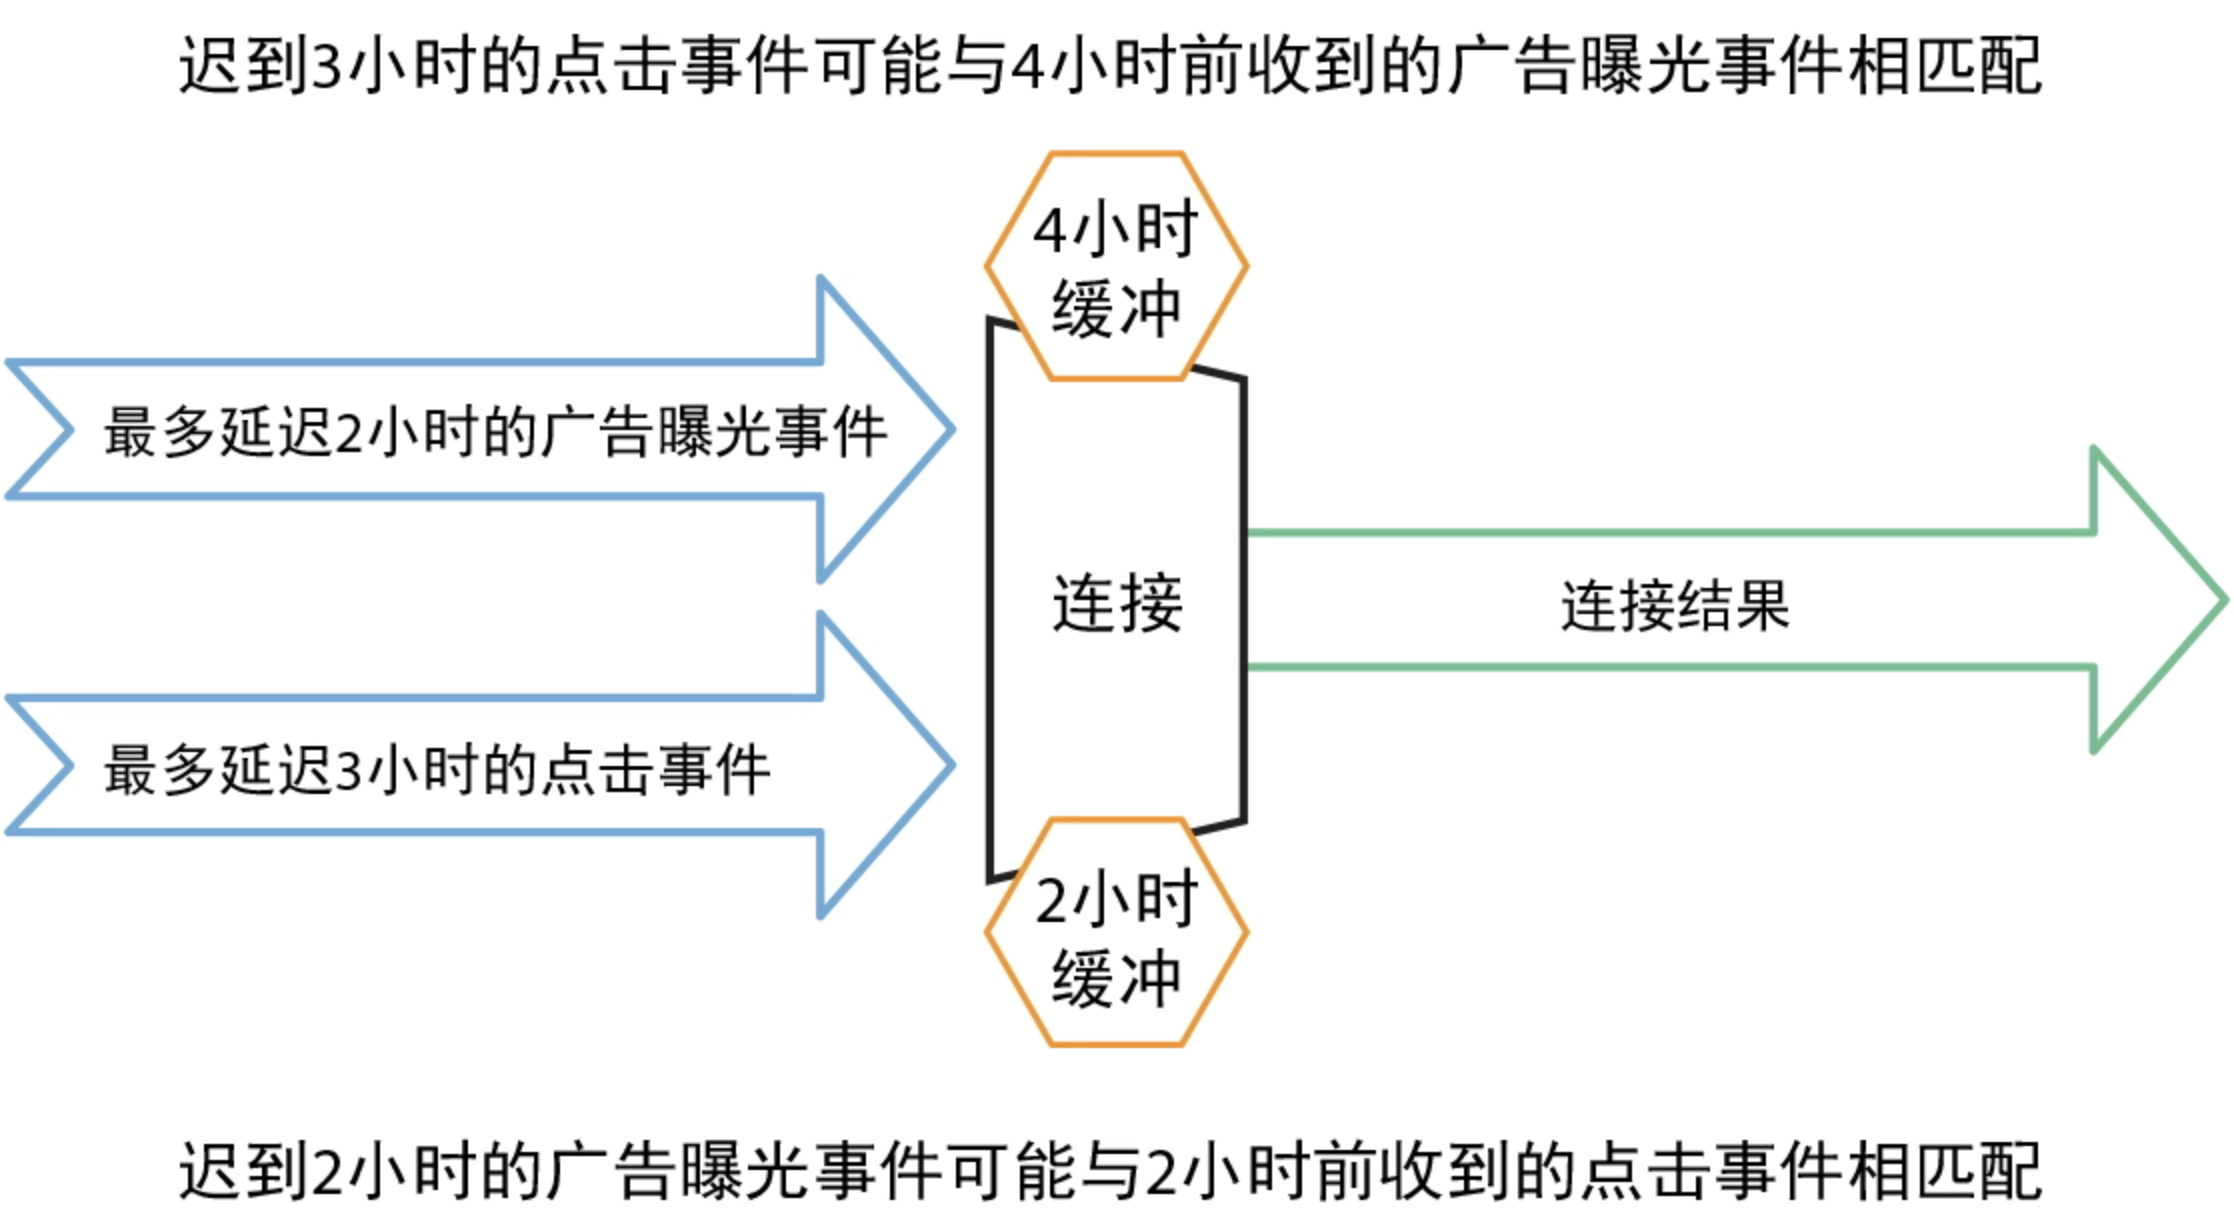 迟到3小时的点击事件可能与4小时前收到的广告曝光事件相匹配
4小时
缓冲
最多延迟2小时的广告曝光事件
连接
连接结果
最多延迟3小时的点击事件
2小时
缓冲
迟到2小时的广告曝光事件可能与2小时前收到的点击事件相匹配